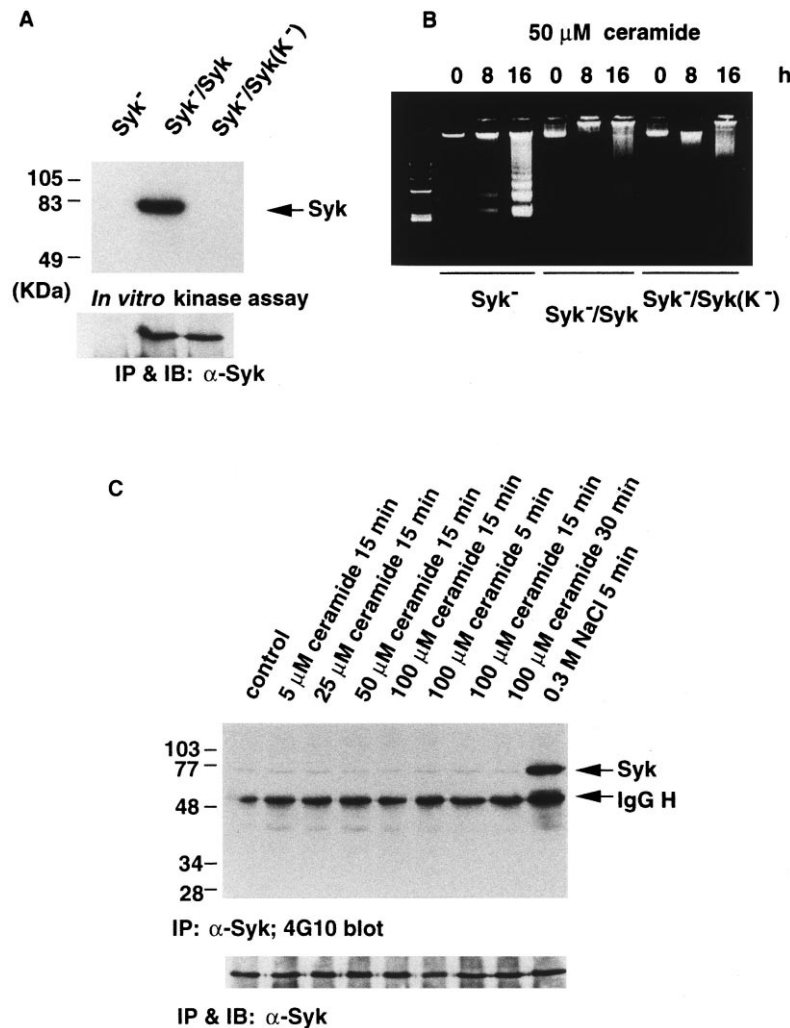 A
Syk⁻
Syk⁻/Syk
Syk⁻/Syk(K⁻)
105
83
49
(KDa)
Syk
In vitro kinase assay
IP & IB: α-Syk
B
50 μM ceramide
0 8 16 0 8 16 0 8 16 h
Syk⁻
Syk⁻/Syk
Syk⁻/Syk(K⁻)
C
control
5 μM ceramide 15 min
25 μM ceramide 15 min
50 μM ceramide 15 min
100 μM ceramide 5 min
100 μM ceramide 15 min
100 μM ceramide 30 min
0.3 M NaCl 5 min
103
77
48
34
28
Syk
IgG H
IP: α-Syk; 4G10 blot
IP & IB: α-Syk